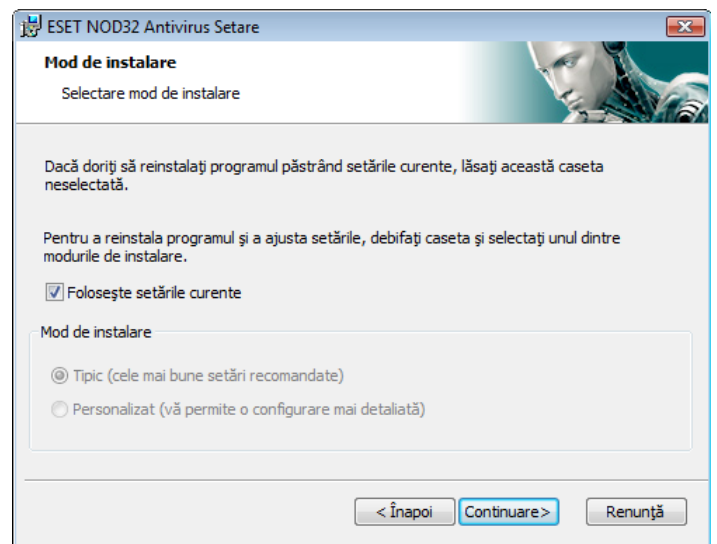 ESET NOD32 Antivirus Setare
Mod de instalare
Selectare mod de instalare
Dacă doriţi să reinstalaţi programul păstrând setările curente, lăsaţi această caseta
neselectată.
Pentru a reinstala programul şi a ajusta setările, debifaţi caseta şi selectaţi unul dintre
modurile de instalare.
Foloseşte setările curente
Mod de instalare
Tipic (cele mai bune setări recomandate)
Personalizat (vă permite o configurare mai detaliată)
< Înapoi
Continuare>
Renunţă